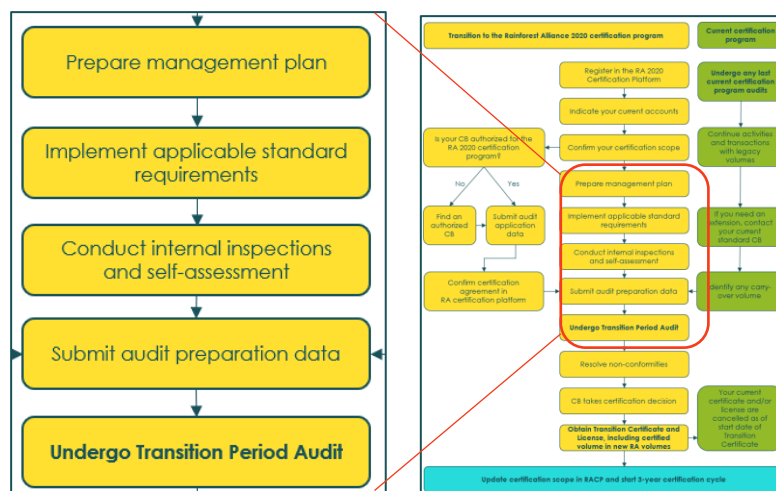 Prepare management plan
Implement applicable standard
requirements
Conduct internal inspections
and self-assessment
Submit audit preparation data
Undergo Transition Period Audit
Transition to the Rainforest Alliance 2020 certification program
Current certification
program
Register in the RA 2020
Certification Platform
Undergo any last
current certification
program audits
Indicate your current accounts
Is your CB authorized for the
RA 2020 certification
program?
Confirm your certification scope
Continue activities
and transactions
with legacy
volumes
No
Yes
Prepare management plan
Find an
authorized
CB
Submit audit
application
data
Implement applicable standard
requirements
If you need an
extension, contact
your current
standard CB
Conduct internal inspections
and self-assessment
Confirm certification
agreement in
RA certification platform
Submit audit preparation data
Identify any carry-
over volume
Undergo Transition Period Audit
Resolve non-conformities
CB takes certification decision
Your current
certificate and/or
license are
cancelled as of
start date of
Transition
Certificate
Obtain Transition Certificate and
License, including certified
volume in new RA volumes
Update certification scope in RACP and start 3-year certification cycle